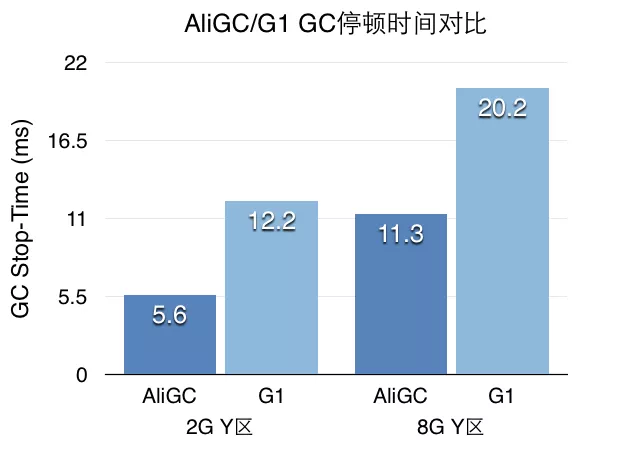 AliGC/G1 GC停顿时间对比
GC Stop-Time (ms)
22
16.5
11
5.5
0
5.6
12.2
11.3
20.2
AliGC G1 AliGC G1
2G Y区 8G Y区